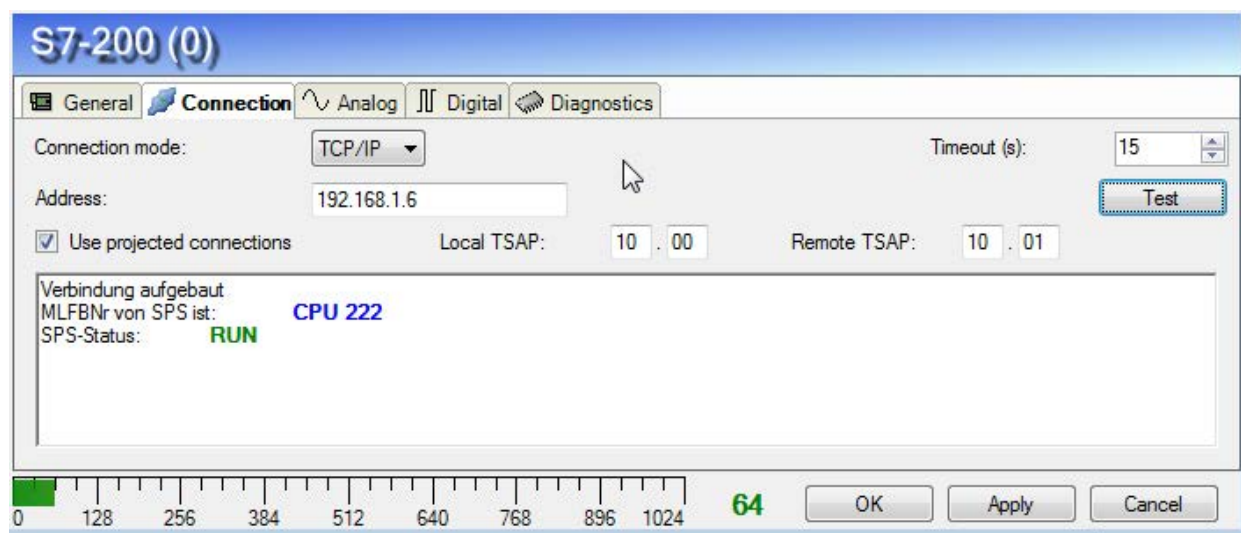 S7-200 (0)
General Connection Analog Digital Diagnostics
Connection mode: TCP/IP Timeout (s): 15
Address: 192.168.1.6 Test
Use projected connections Local TSAP: 10 . 00 Remote TSAP: 10 . 01
Verbindung aufgebaut
MLFBNr von SPS ist: CPU 222
SPS-Status: RUN
0 128 256 384 512 640 768 896 1024 64 OK Apply Cancel